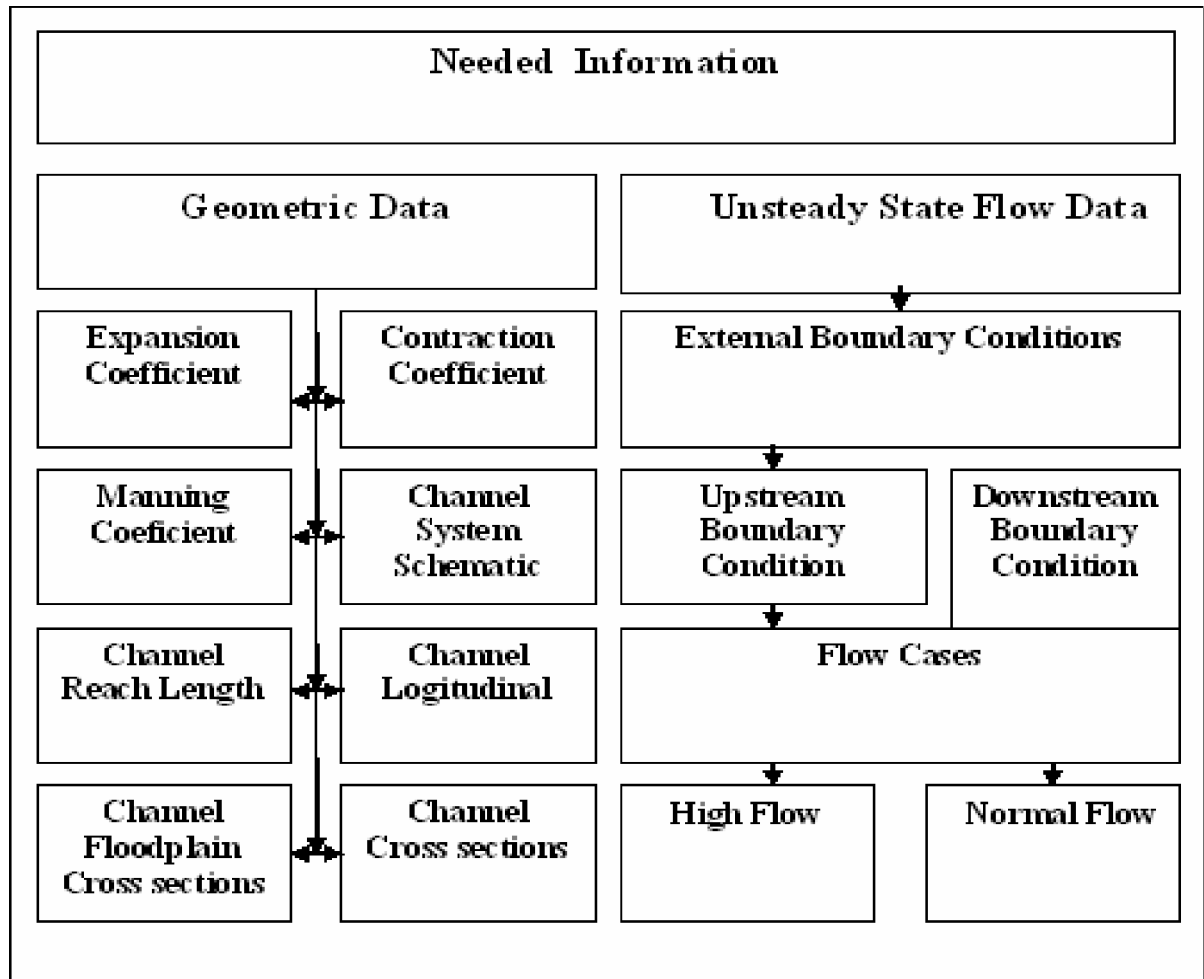 Needed Information
Geometric Data
Unsteady State Flow Data
Expansion
Coefficient
Contraction
Coefficient
External Boundary Conditions
Manning
Coeficient
Channel
System
Schematic
Upstream
Boundary
Condition
Downstream
Boundary
Condition
Channel
Reach Length
Channel
Logitudinal
Flow Cases
Channel
Floodplain
Cross sections
Channel
Cross sections
High Flow
Normal Flow